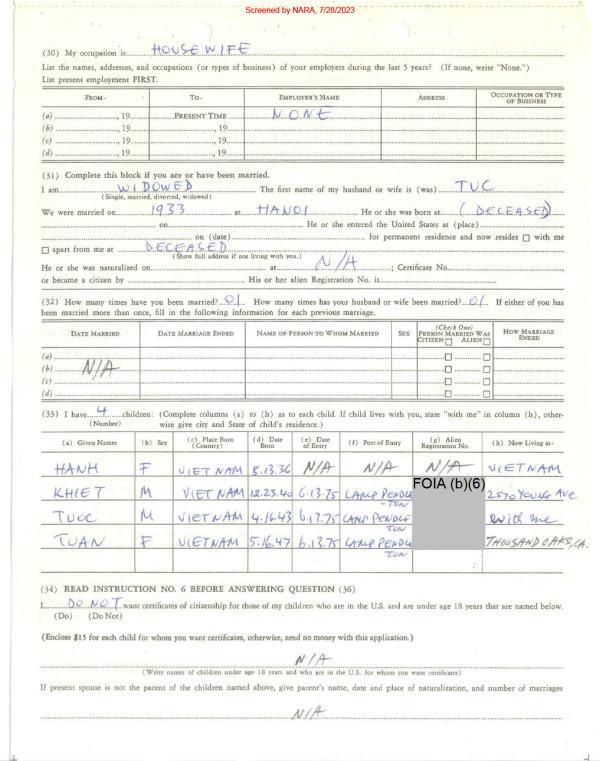 Screened by NARA, 7/28/2023
(30) My occupation is HOUSEWIFE
List the names, addresses, and occupations (or types of business) of your employers during the last 5 years? (If none, write "None.")
List present employment FIRST.
FROM- TO- EMPLOYER'S NAME ADDRESS OCCUPATION OR TYPE OF BUSINESS
(a) ........, 19.... PRESENT TIME NONE
(b) ........, 19.... ........, 19....
(c) ........, 19.... ........, 19....
(d) ........, 19.... ........, 19....
(31) Complete this block if you are or have been married.
I am WIDOWED The first name of my husband or wife is (was) TUC
(Single, married, divorced, widowed)
We were married on 1933 at HANOI He or she was born at (DECEASED)
........ on ........ He or she entered the United States at (place) ........
........ on (date) ........ for permanent residence and now resides ☐ with me
☐ apart from me at DECEASED
(Show full address if not living with you.)
He or she was naturalized on ........ at N/A ; Certificate No. ........,
or became a citizen by ........ His or her alien Registration No. is ........
(32) How many times have you been married? 01 How many times has your husband or wife been married? 01 If either of you has
been married more than once, fill in the following information for each previous marriage.
DATE MARRIED DATE MARRIAGE ENDED NAME OF PERSON TO WHOM MARRIED SEX (Check One) PERSON MARRIED WAS CITIZEN ☐ ALIEN ☐ HOW MARRIAGE ENDED
(a) ☐ ☐
(b) N/A ☐ ☐
(c) ☐ ☐
(d) ☐ ☐
(33) I have 4 children: (Complete columns (a) to (h) as to each child. If child lives with you, state "with me" in column (h), other-
(Number) wise give city and State of child's residence.)
(a) Given Names (b) Sex (c) Place Born (Country) (d) Date Born (e) Date of Entry (f) Port of Entry (g) Alien Registration No. (h) Now Living at-
HANH F VIETNAM 8.13.36 N/A N/A N/A VIETNAM
FOIA (b)(6)
KHIET M VIETNAM 12.23.40 6.13.75 CAMP PENDLE-TON 2570 YOUNG AVE
TUOC M VIETNAM 4.16.43 6.13.75 CAMP PENDLETON with me
TUAN F VIETNAM 5.16.47 6.13.75 CAMP PENDLETON THOUSAND OAKS, CA.
(34) READ INSTRUCTION NO. 6 BEFORE ANSWERING QUESTION (36)
I DO NOT want certificates of citizenship for those of my children who are in the U.S. and are under age 18 years that are named below.
(Do) (Do Not)
(Enclose $15 for each child for whom you want certificates, otherwise, send no money with this application.)
N/A
(Write names of children under age 18 years and who are in the U.S. for whom you want certificates)
If present spouse is not the parent of the children named above, give parent's name, date and place of naturalization, and number of marriages
N/A